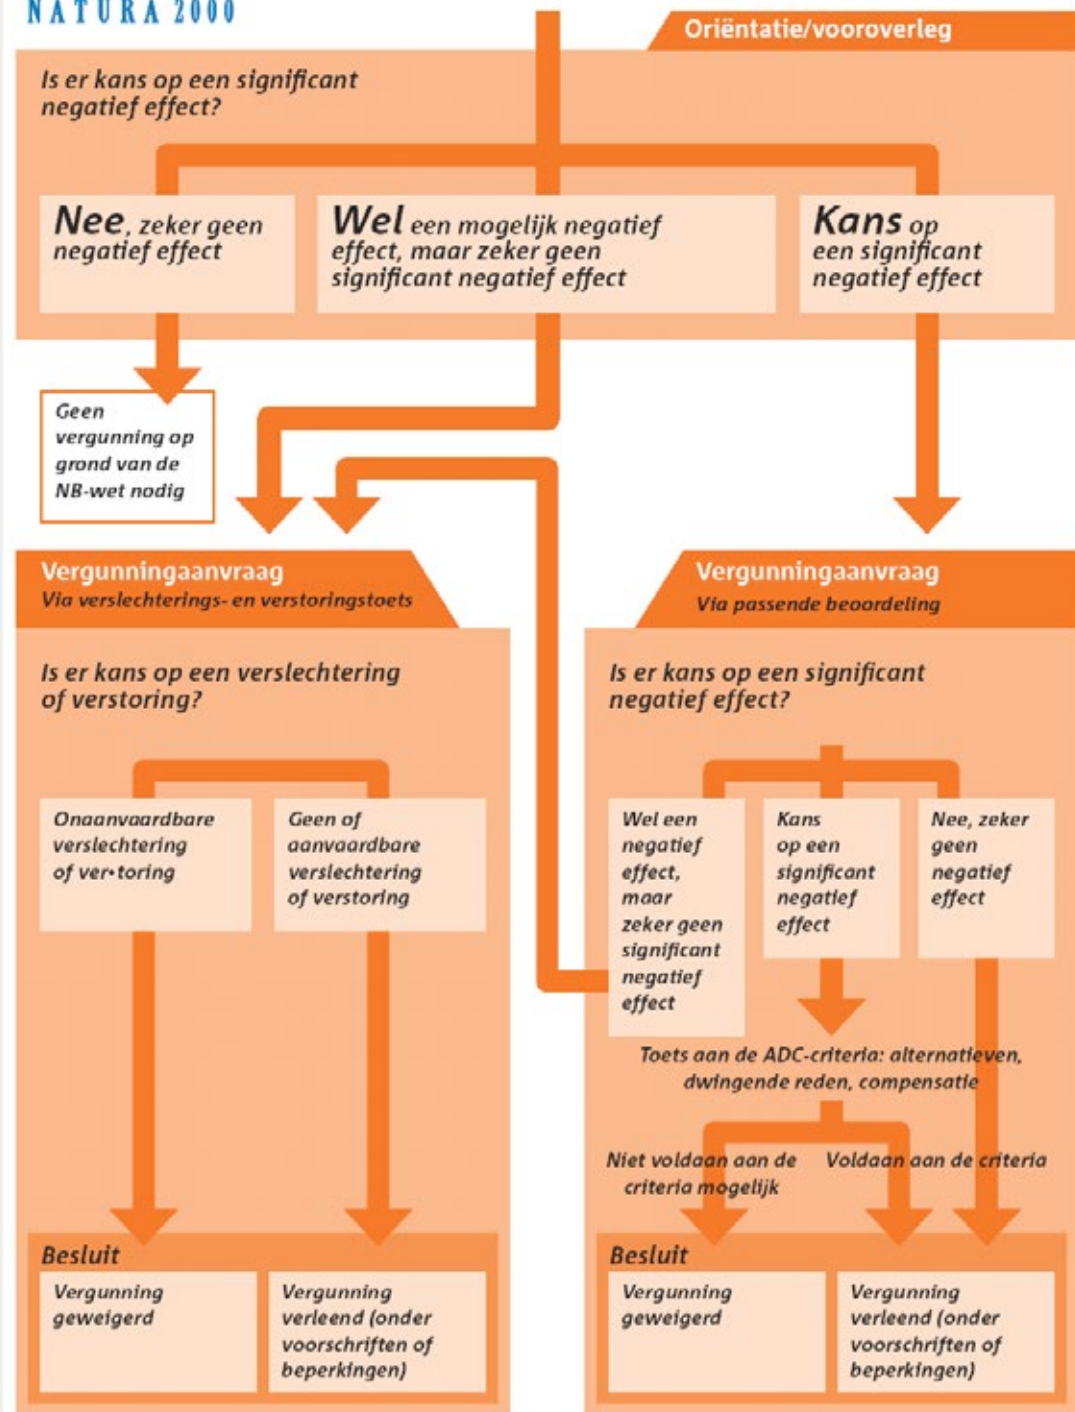 NATURA 2000
Oriëntatie/vooroverleg
Is er kans op een significant
negatief effect?
Nee, zeker geen
negatief effect
Wel een mogelijk negatief
effect, maar zeker geen
significant negatief effect
Kans op
een significant
negatief effect
Geen
vergunning op
grond van de
NB-wet nodig
Vergunningaanvraag
Via verslechterings- en verstoringstoets
Is er kans op een verslechtering
of verstoring?
Onaanvaardbare
verslechtering
of ver•toring
Geen of
aanvaardbare
verslechtering
of verstoring
Besluit
Vergunning
geweigerd
Vergunning
verleend (onder
voorschriften of
beperkingen)
Vergunningaanvraag
Via passende beoordeling
Is er kans op een significant
negatief effect?
Wel een
negatief
effect,
maar
zeker geen
significant
negatief
effect
Kans
op een
significant
negatief
effect
Nee, zeker
geen
negatief
effect
Toets aan de ADC-criteria: alternatieven,
dwingende reden, compensatie
Niet voldaan aan de
criteria mogelijk
Voldaan aan de criteria
Besluit
Vergunning
geweigerd
Vergunning
verleend (onder
voorschriften of
beperkingen)